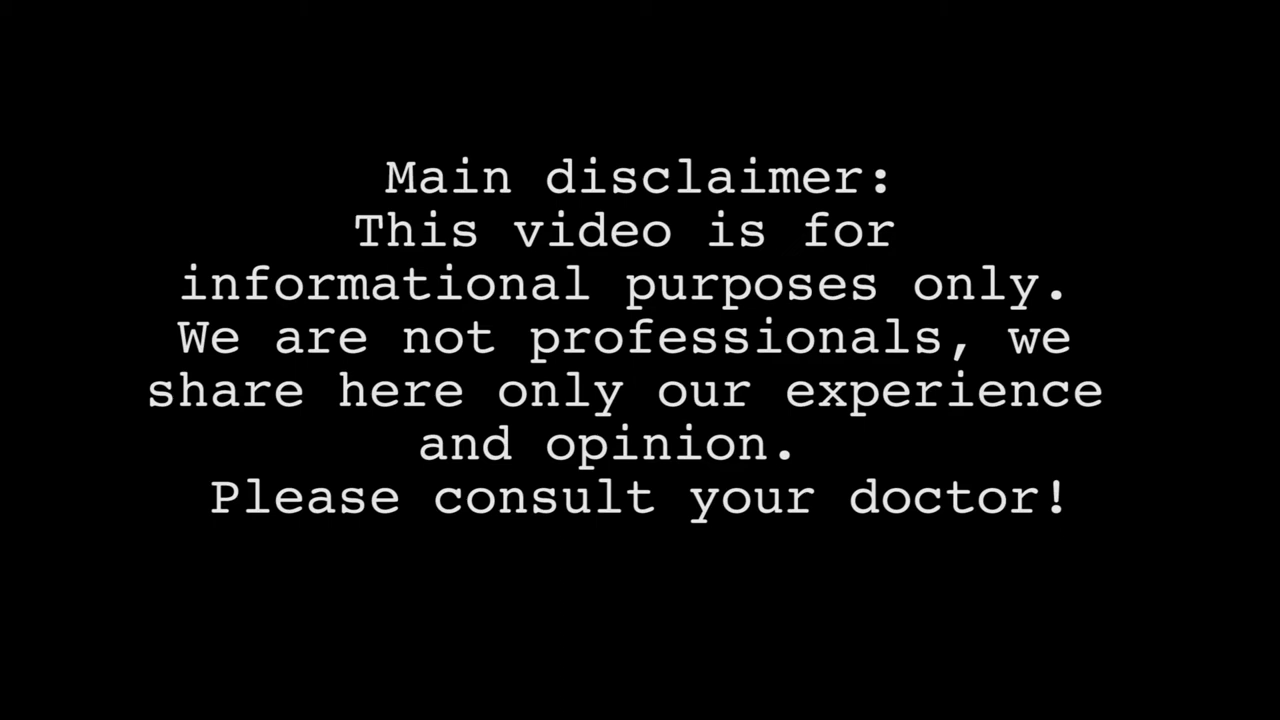 Main disclaimer:
This video is for
informational purposes only.
We are not professionals, we
share here only our experience
and opinion.
Please consult your doctor!